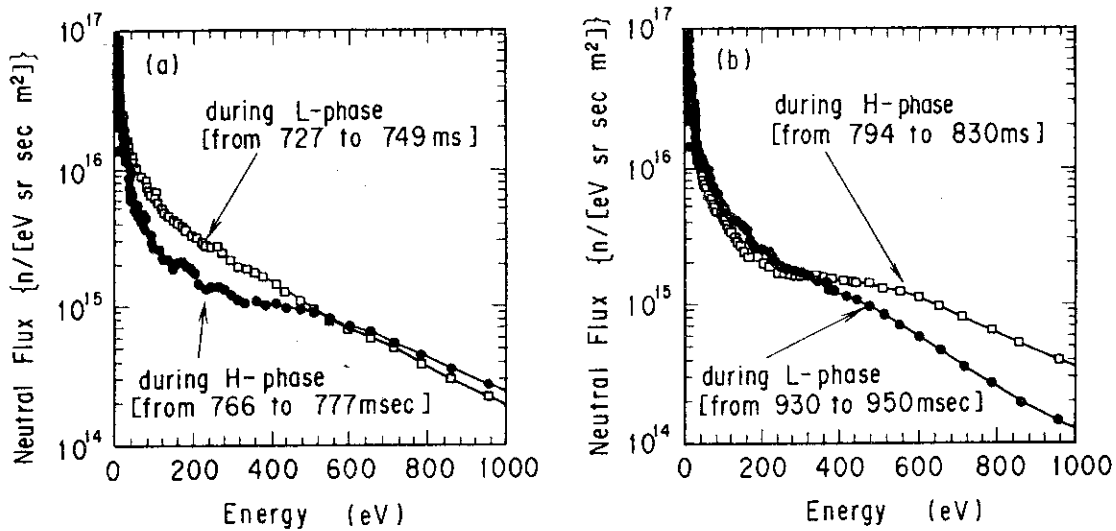 10^17
(a)
during L-phase
[from 727 to 749 ms]
10^16
10^15
during H-phase
[from 766 to 777msec]
10^14
0 200 400 600 800 1000
Energy (eV)
Neutral Flux {n/[eV sr sec m²]}
10^17
(b)
during H-phase
[from 794 to 830ms]
10^16
10^15
during L-phase
[from 930 to 950msec]
10^14
0 200 400 600 800 1000
Energy (eV)
Neutral Flux {n/[eV sr sec m²]}